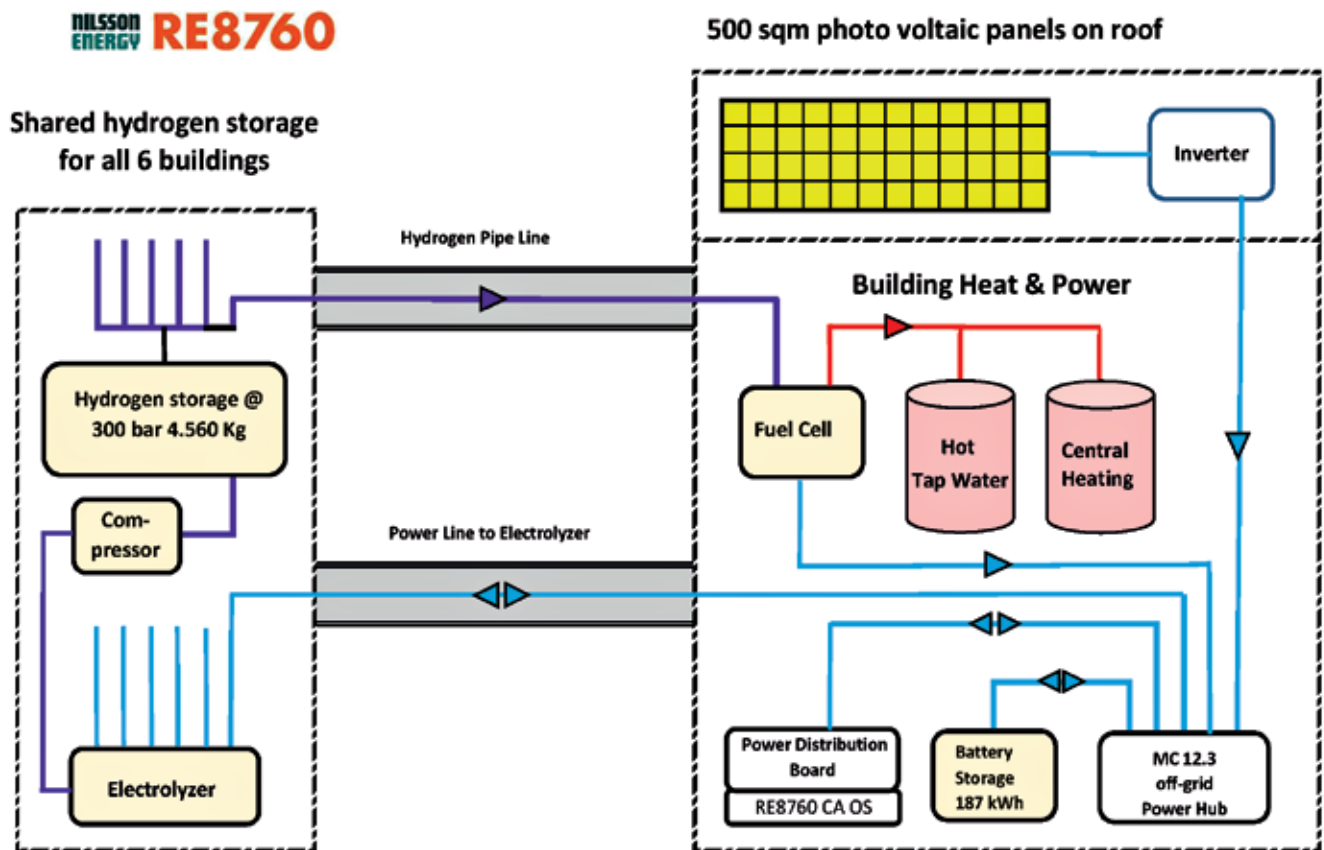 NILSSON
ENERGY RE8760
500 sqm photo voltaic panels on roof
Shared hydrogen storage
for all 6 buildings
Inverter
Hydrogen Pipe Line
Building Heat & Power
Hydrogen storage @
300 bar 4.560 Kg
Fuel Cell
Hot
Tap Water
Central
Heating
Com-
pressor
Power Line to Electrolyzer
Electrolyzer
Power Distribution
Board
RE8760 CA OS
Battery
Storage
187 kWh
MC 12.3
off-grid
Power Hub